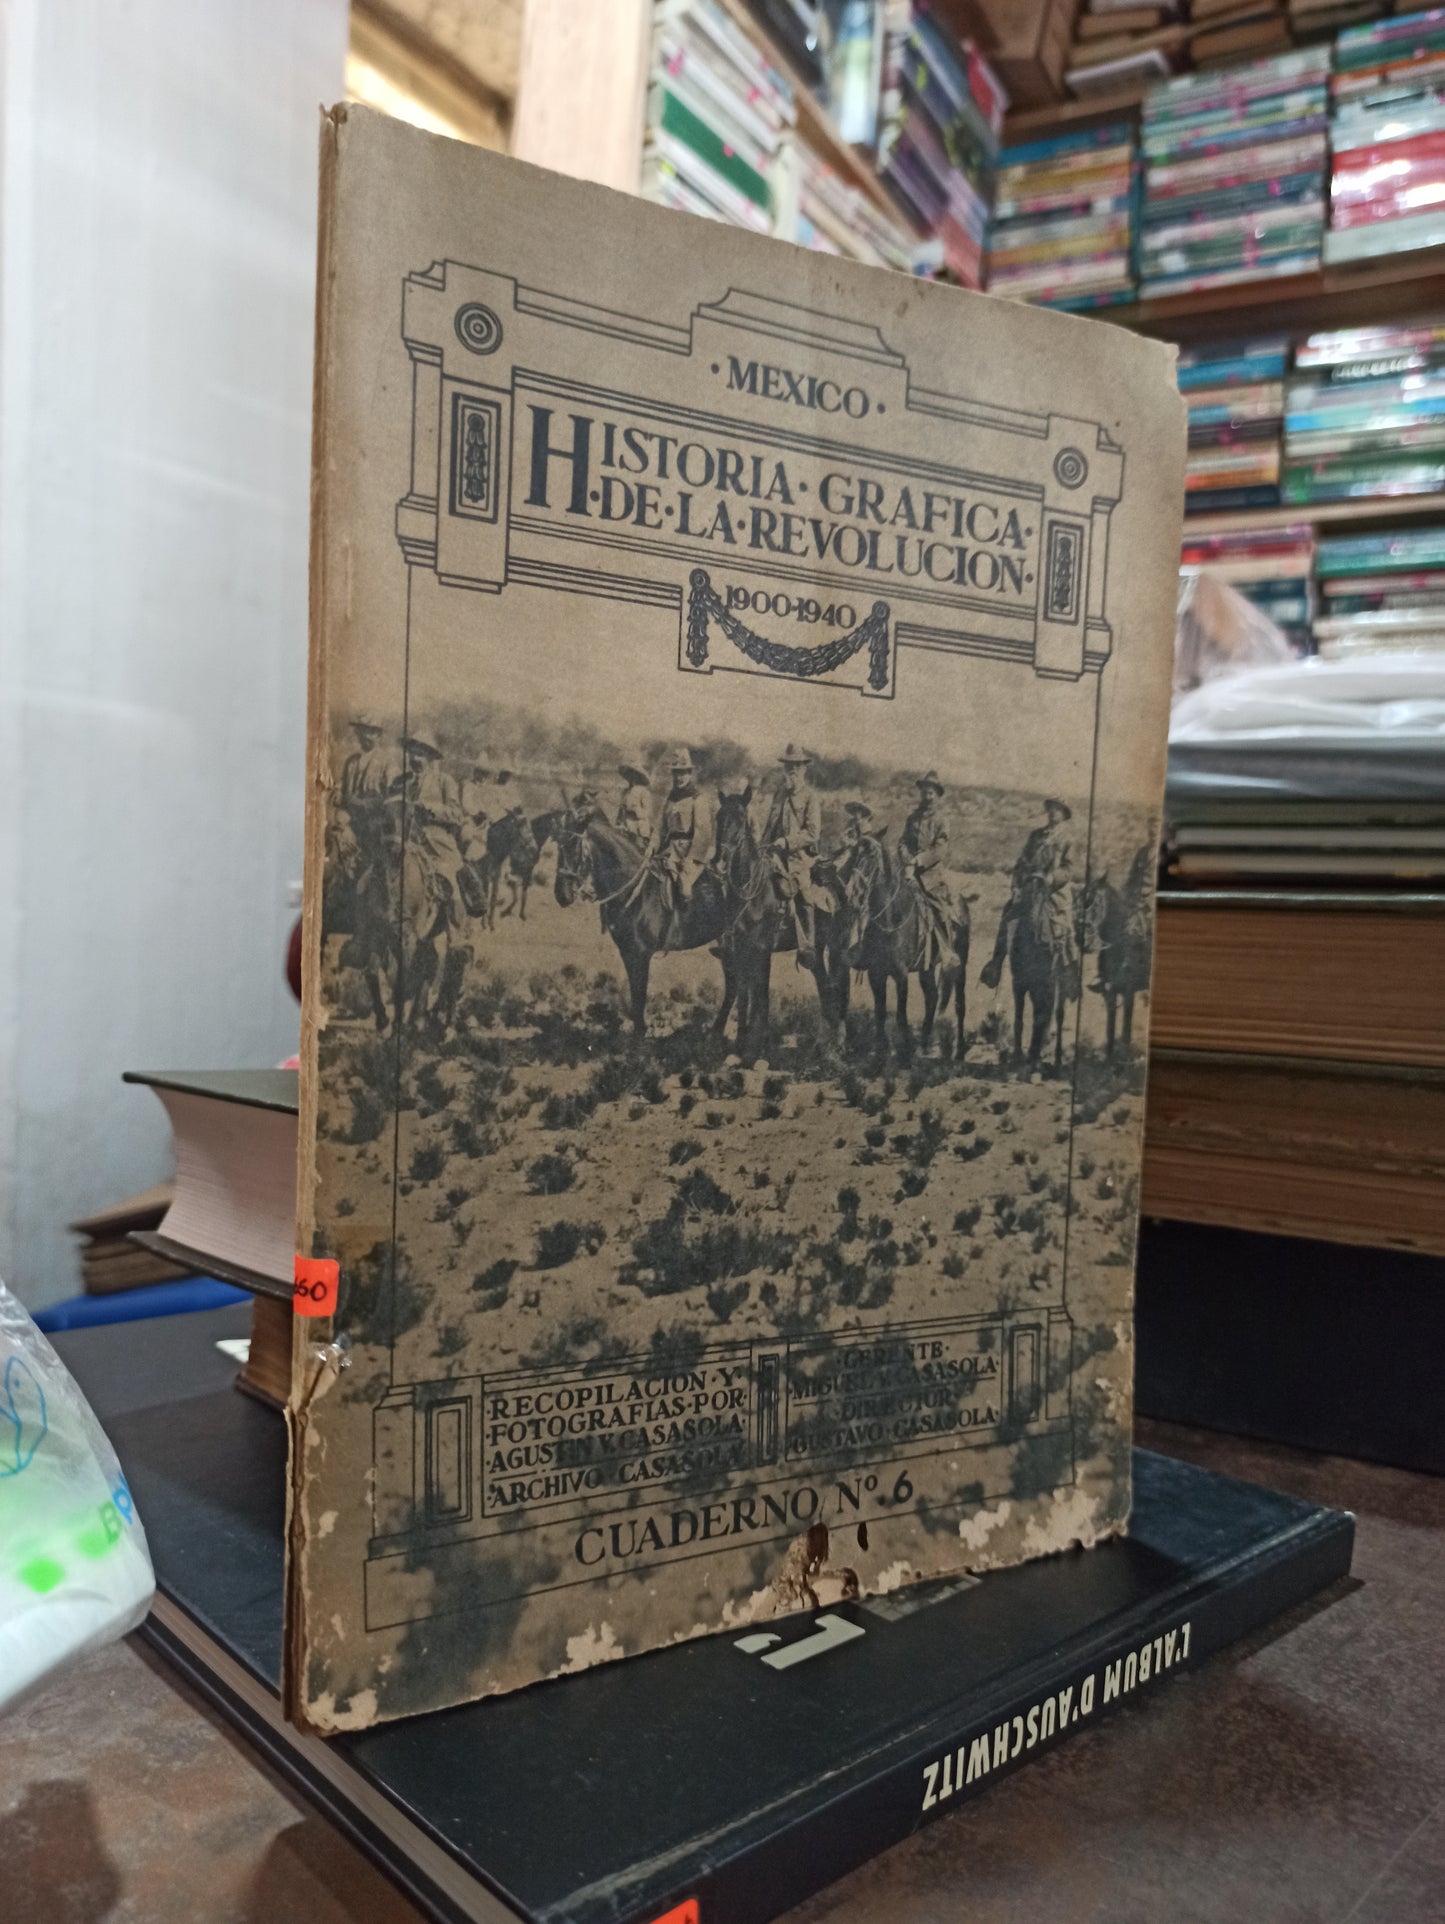 · MEXICO ·
HISTORIA · GRAFICA ·
· DE · LA · REVOLUCION ·
1900-1940
· RECOPILACION · Y ·
· FOTOGRAFIAS · POR ·
· AGUSTIN V. CASASOLA ·
· ARCHIVO · CASASOLA ·
· GERENTE ·
· MIGUEL V. CASASOLA ·
· DIRECTOR ·
· GUSTAVO · CASASOLA ·
CUADERNO Nº. 6
L'ALBUM D'AUSCHWITZ